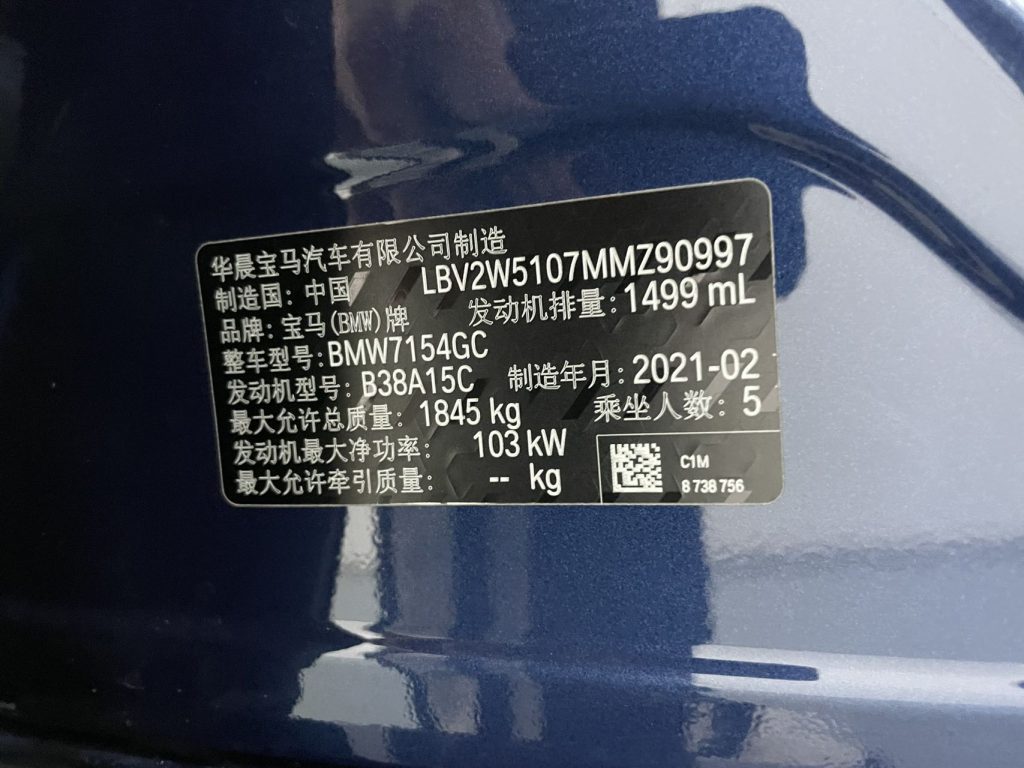 华晨宝马汽车有限公司制造
制造国: 中国 LBV2W5107MMZ90997
品牌: 宝马(BMW)牌 发动机排量: 1499 mL
整车型号: BMW7154GC
发动机型号: B38A15C 制造年月: 2021-02
最大允许总质量: 1845 kg 乘坐人数: 5
发动机最大净功率: 103 kW
最大允许牵引质量: -- kg
C1M
8 738 756